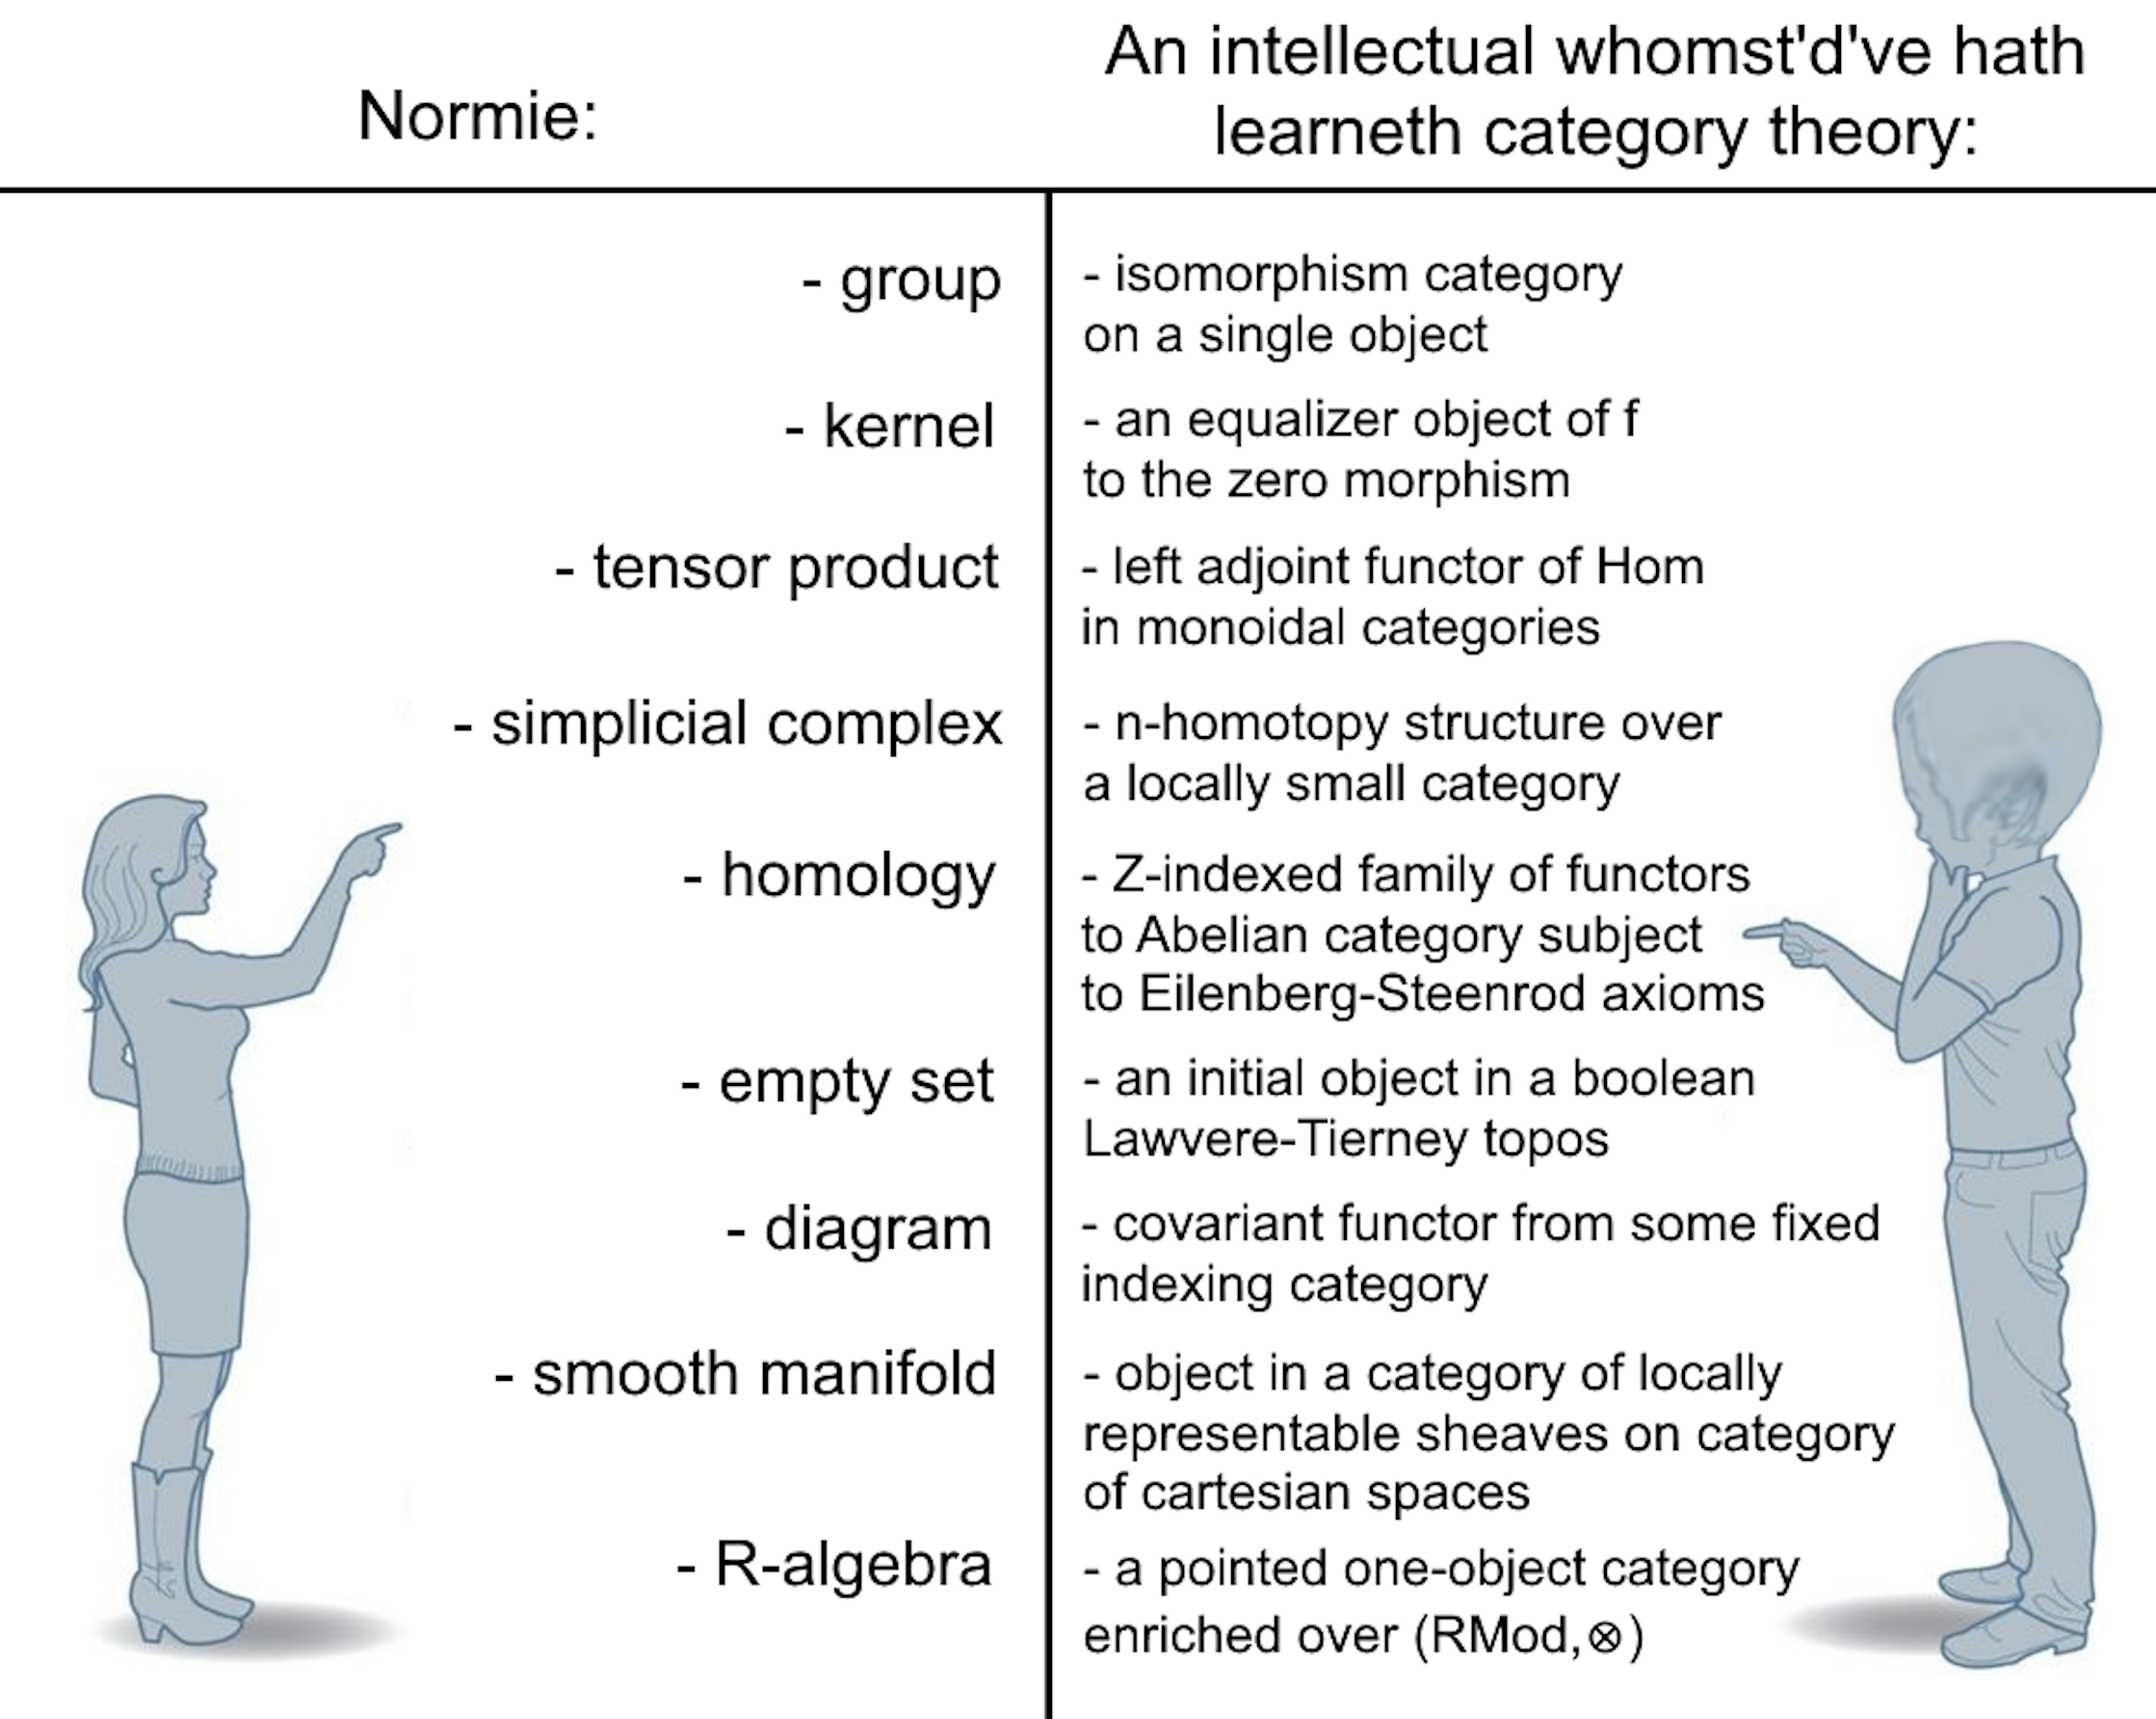 Normie:
An intellectual whomst'd've hath
learneth category theory:
- group
- isomorphism category
on a single object
- kernel
- an equalizer object of f
to the zero morphism
- tensor product
- left adjoint functor of Hom
in monoidal categories
- simplicial complex
- n-homotopy structure over
a locally small category
- homology
- Z-indexed family of functors
to Abelian category subject
to Eilenberg-Steenrod axioms
- empty set
- an initial object in a boolean
Lawvere-Tierney topos
- diagram
- covariant functor from some fixed
indexing category
- smooth manifold
- object in a category of locally
representable sheaves on category
of cartesian spaces
- R-algebra
- a pointed one-object category
enriched over (RMod,⊗)